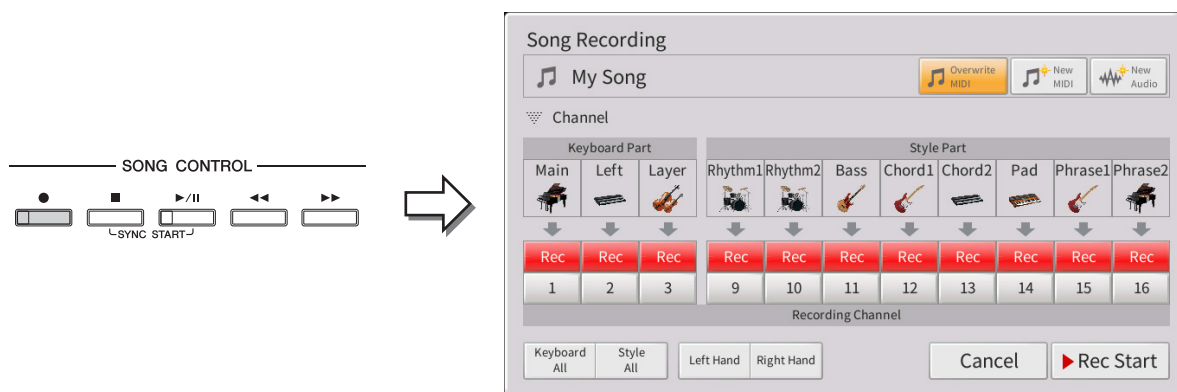 SONG CONTROL
SYNC START
Song Recording
My Song
Overwrite
MIDI
New
MIDI
New
Audio
Channel
Keyboard Part
Style Part
Main Left Layer Rhythm1 Rhythm2 Bass Chord1 Chord2 Pad Phrase1 Phrase2
Rec Rec Rec Rec Rec Rec Rec Rec Rec Rec Rec
1 2 3 9 10 11 12 13 14 15 16
Recording Channel
Keyboard
All
Style
All
Left Hand Right Hand
Cancel
Rec Start